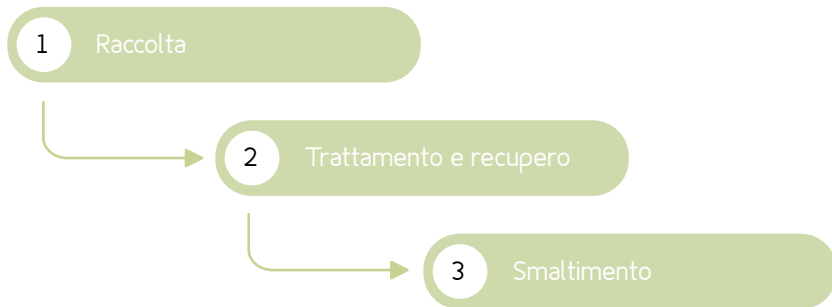 1 Raccolta
2 Trattamento e recupero
3 Smaltimento